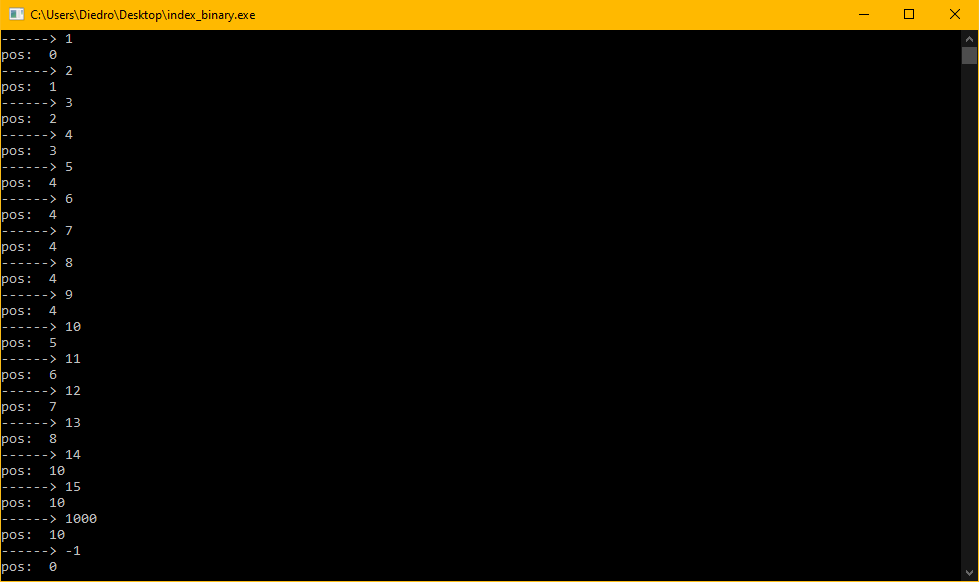 C:\Users\Diedro\Desktop\index_binary.exe
------> 1
pos:  0
------> 2
pos:  1
------> 3
pos:  2
------> 4
pos:  3
------> 5
pos:  4
------> 6
pos:  4
------> 7
pos:  4
------> 8
pos:  4
------> 9
pos:  4
------> 10
pos:  5
------> 11
pos:  6
------> 12
pos:  7
------> 13
pos:  8
------> 14
pos:  10
------> 15
pos:  10
------> 1000
pos:  10
------> -1
pos:  0